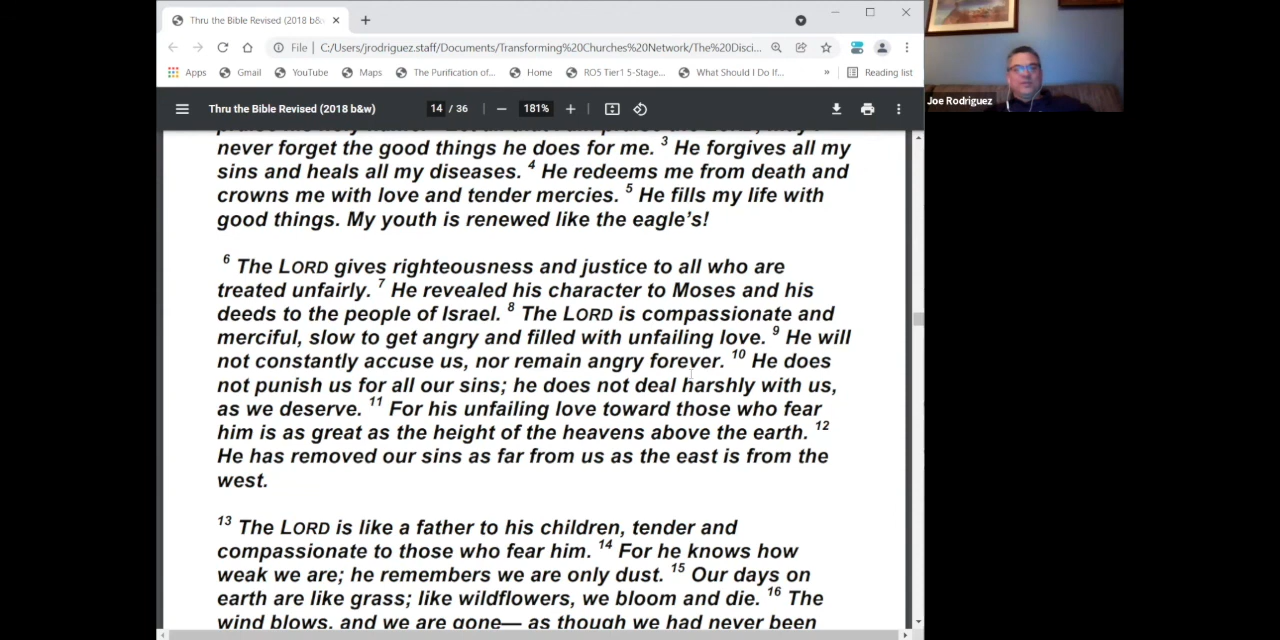 Thru the Bible Revised (2018 b&w
File | C:/Users/jrodriguez.staff/Documents/Transforming%20Churches%20Network/The%20Disci...
Apps Gmail YouTube Maps The Purification of... Home RO5 Tier1 5-Stage... What Should I Do If... » Reading list
Thru the Bible Revised (2018 b&w) 14 / 36 — 181% +
Joe Rodriguez
never forget the good things he does for me. 3 He forgives all my
sins and heals all my diseases. 4 He redeems me from death and
crowns me with love and tender mercies. 5 He fills my life with
good things. My youth is renewed like the eagle's!
6 The LORD gives righteousness and justice to all who are
treated unfairly. 7 He revealed his character to Moses and his
deeds to the people of Israel. 8 The LORD is compassionate and
merciful, slow to get angry and filled with unfailing love. 9 He will
not constantly accuse us, nor remain angry forever. 10 He does
not punish us for all our sins; he does not deal harshly with us,
as we deserve. 11 For his unfailing love toward those who fear
him is as great as the height of the heavens above the earth. 12
He has removed our sins as far from us as the east is from the
west.
13 The LORD is like a father to his children, tender and
compassionate to those who fear him. 14 For he knows how
weak we are; he remembers we are only dust. 15 Our days on
earth are like grass; like wildflowers, we bloom and die. 16 The
wind blows, and we are gone— as though we had never been